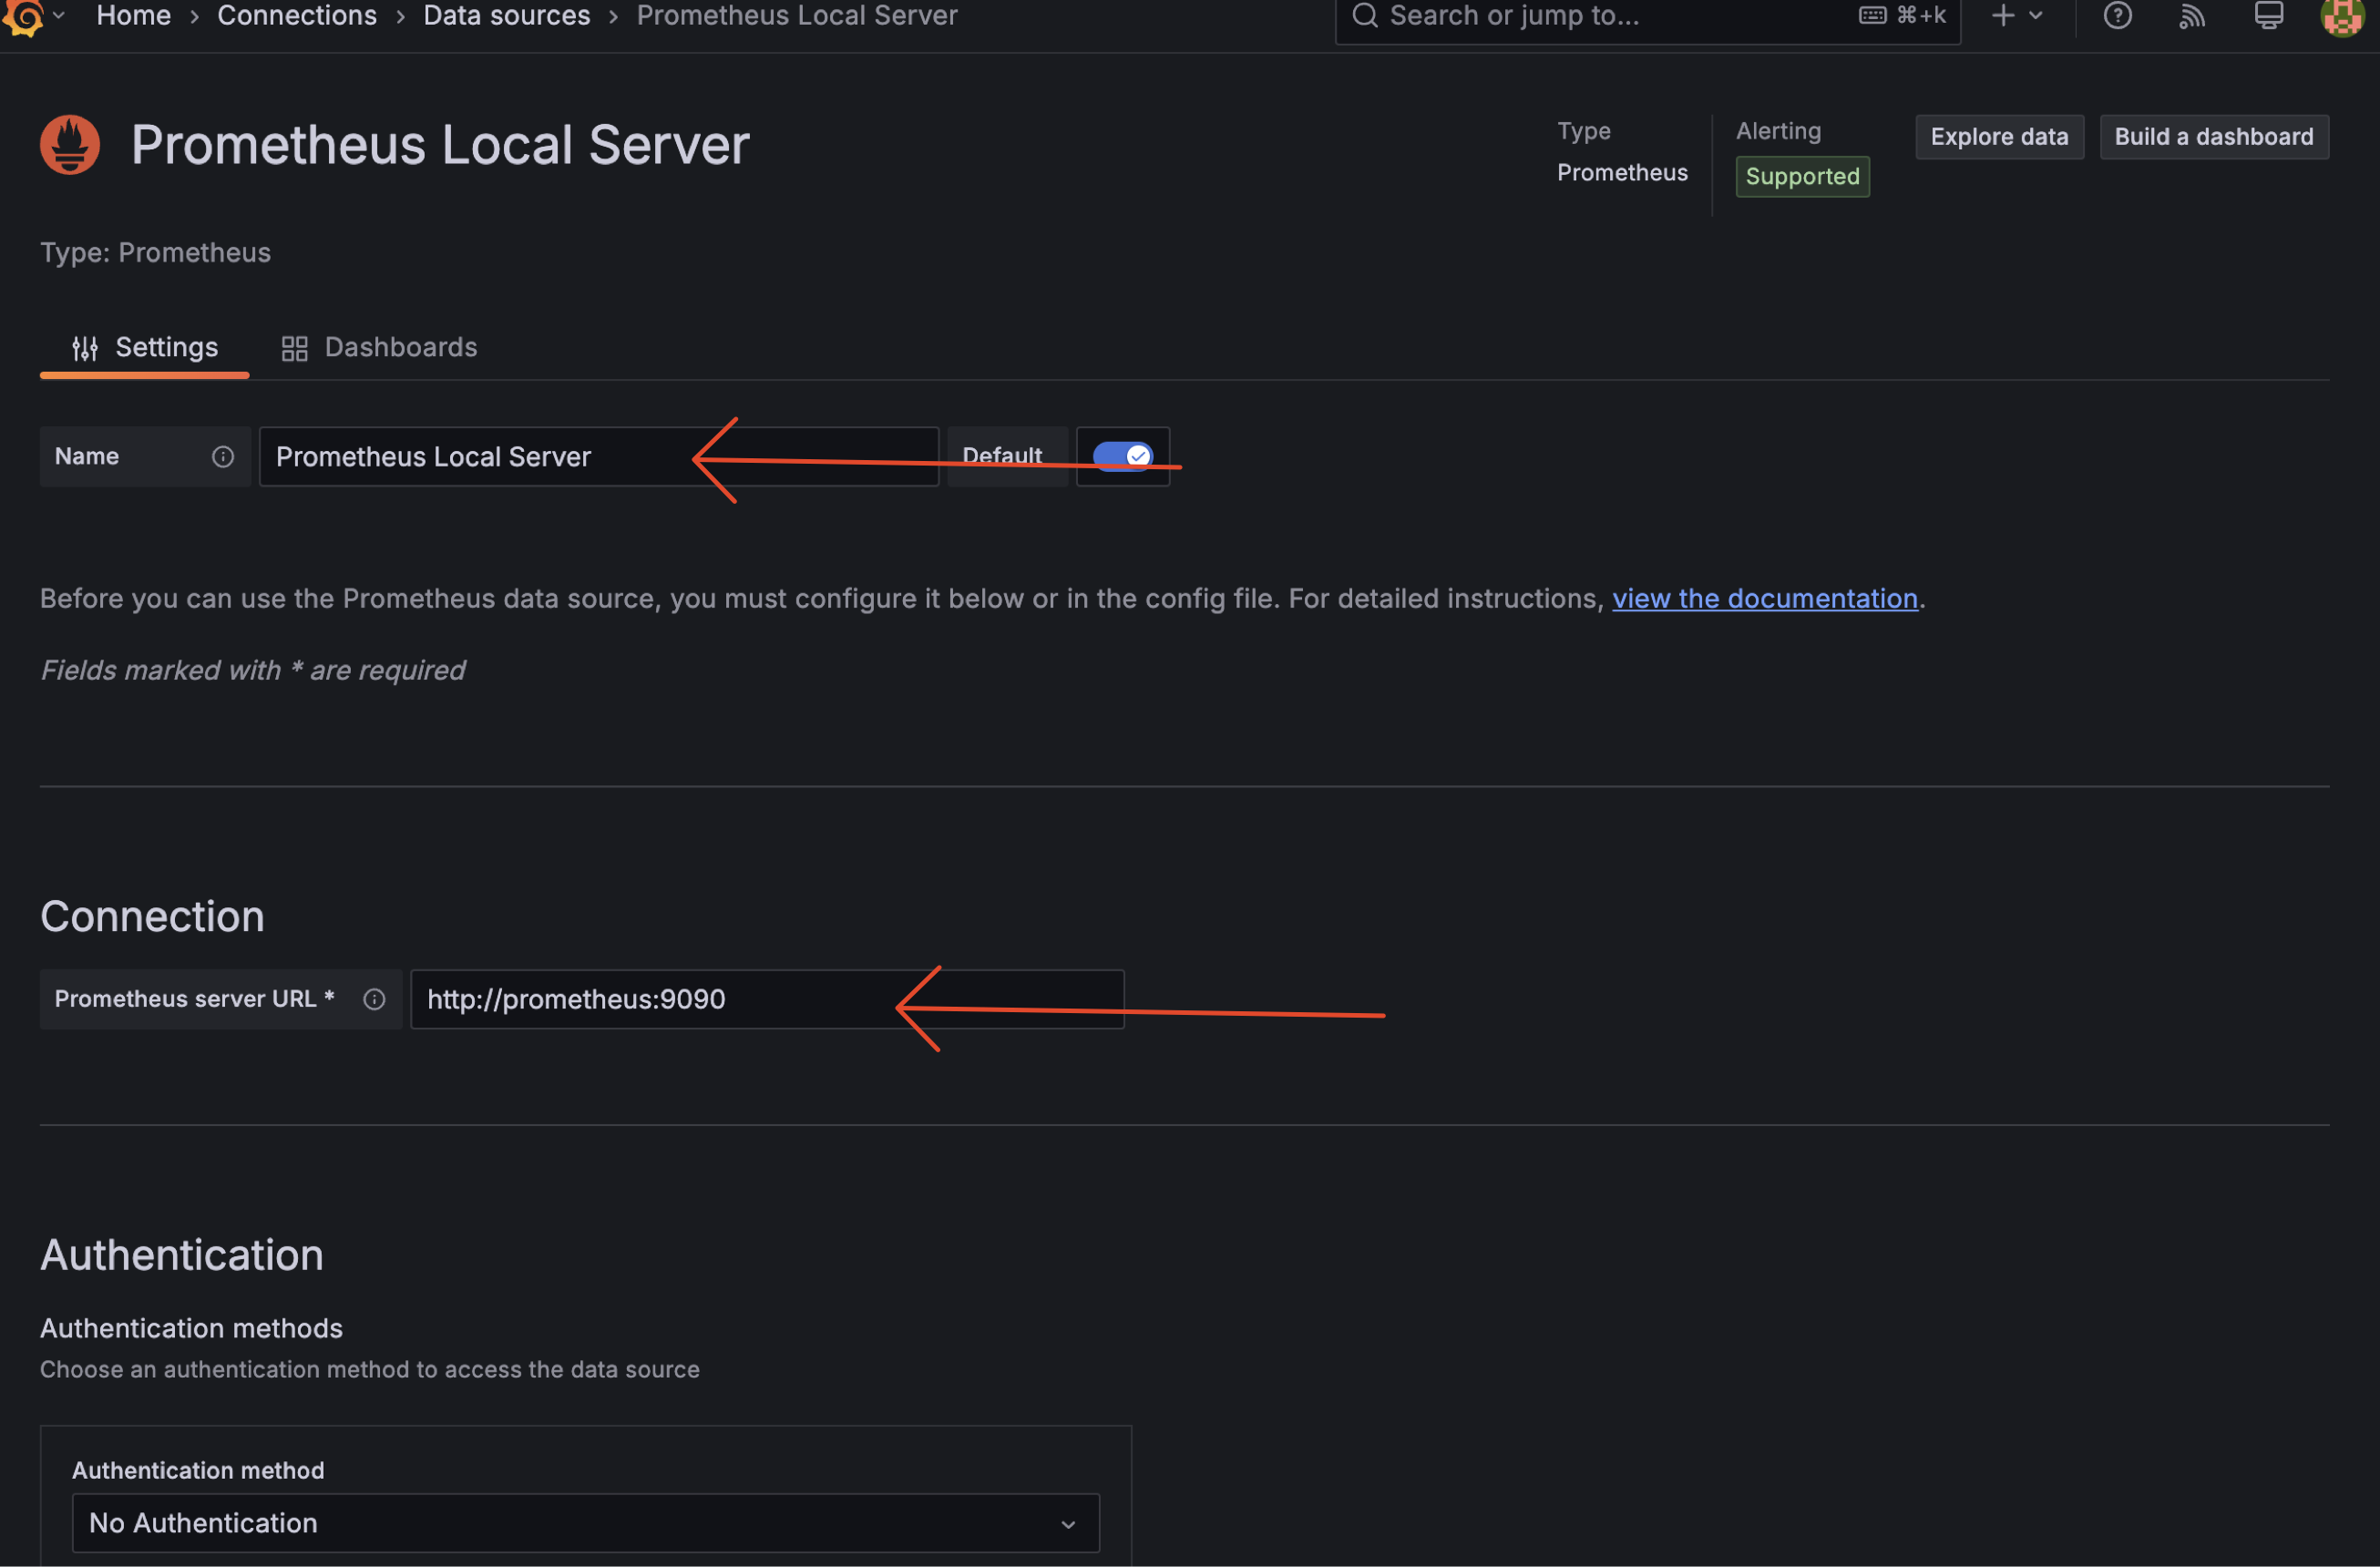 Home > Connections > Data sources > Prometheus Local Server
Search or jump to... ⌘+k
Prometheus Local Server
Type
Prometheus
Alerting
Supported
Explore data
Build a dashboard
Type: Prometheus
Settings
Dashboards
Name
Prometheus Local Server
Default
Before you can use the Prometheus data source, you must configure it below or in the config file. For detailed instructions, view the documentation.
Fields marked with * are required
Connection
Prometheus server URL *
http://prometheus:9090
Authentication
Authentication methods
Choose an authentication method to access the data source
Authentication method
No Authentication